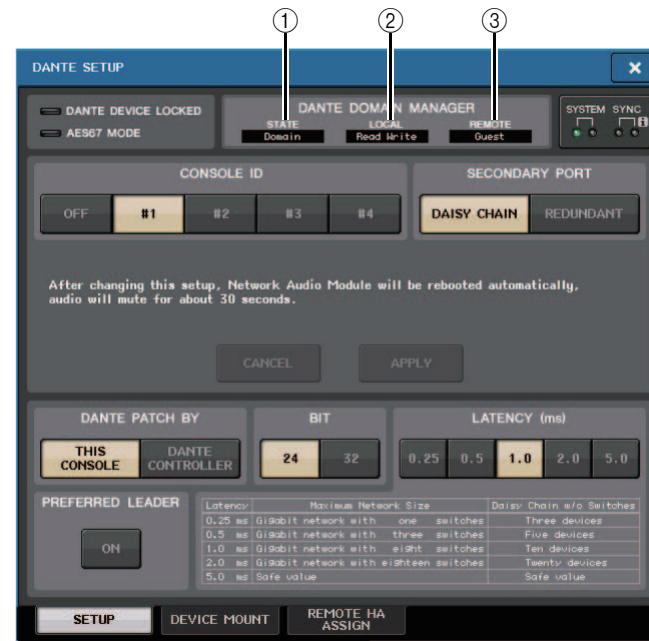 ① ② ③
DANTE SETUP
DANTE DEVICE LOCKED
AES67 MODE
DANTE DOMAIN MANAGER
STATE LOCAL REMOTE
Domain Read Write Guest
SYSTEM SYNC
CONSOLE ID
OFF #1 #2 #3 #4
SECONDARY PORT
DAISY CHAIN REDUNDANT
After changing this setup, Network Audio Module will be rebooted automatically,
audio will mute for about 30 seconds.
CANCEL APPLY
DANTE PATCH BY
THIS CONSOLE DANTE CONTROLLER
BIT
24 32
LATENCY (ms)
0.25 0.5 1.0 2.0 5.0
PREFERRED LEADER
ON
Latency Maximum Network Size Daisy Chain w/o Switches
0.25 ms Gigabit network with one switches Three devices
0.5 ms Gigabit network with three switches Five devices
1.0 ms Gigabit network with eight switches Ten devices
2.0 ms Gigabit network with eighteen switches Twenty devices
5.0 ms Safe value Safe value
SETUP DEVICE MOUNT REMOTE HA ASSIGN